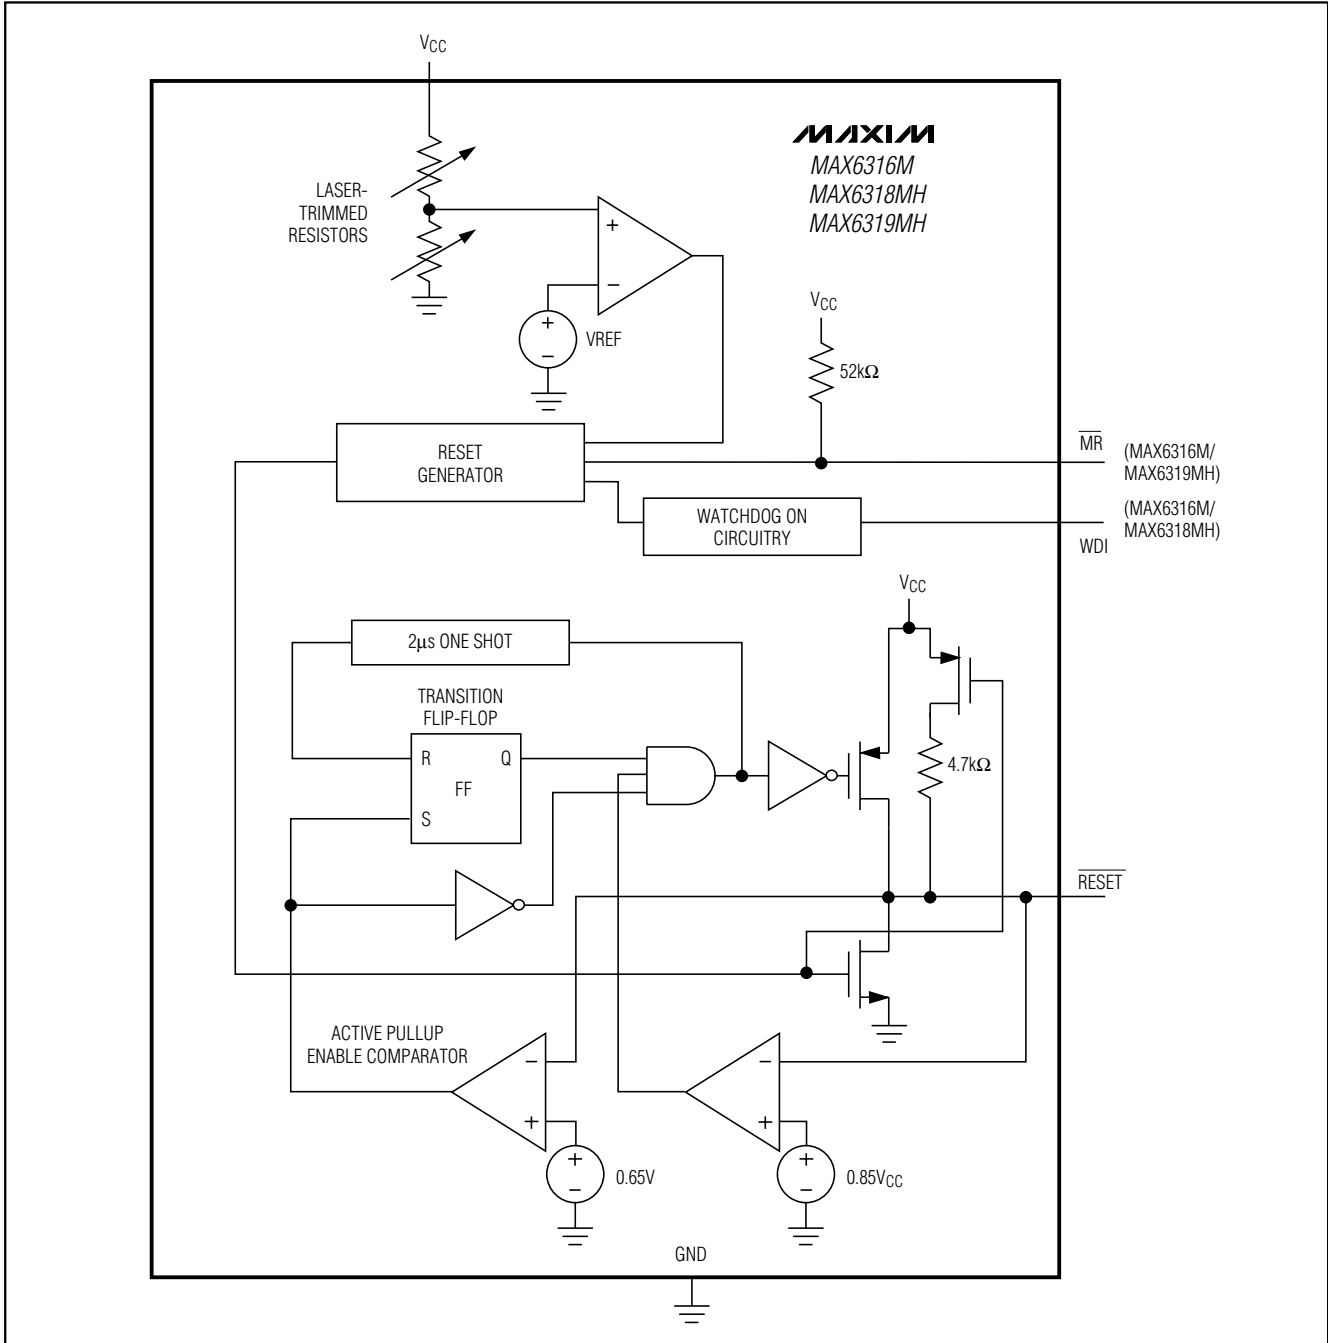 VCC
MAXIM
MAX6316M
MAX6318MH
MAX6319MH
LASER-
TRIMMED
RESISTORS
+
−
+
−
VREF
VCC
52kΩ
RESET
GENERATOR
MR
(MAX6316M/
MAX6319MH)
WATCHDOG ON
CIRCUITRY
(MAX6316M/
MAX6318MH)
WDI
VCC
2µs ONE SHOT
TRANSITION
FLIP-FLOP
R
Q
FF
S
4.7kΩ
RESET
ACTIVE PULLUP
ENABLE COMPARATOR
−
+
−
+
+
−
0.65V
+
−
0.85VCC
GND